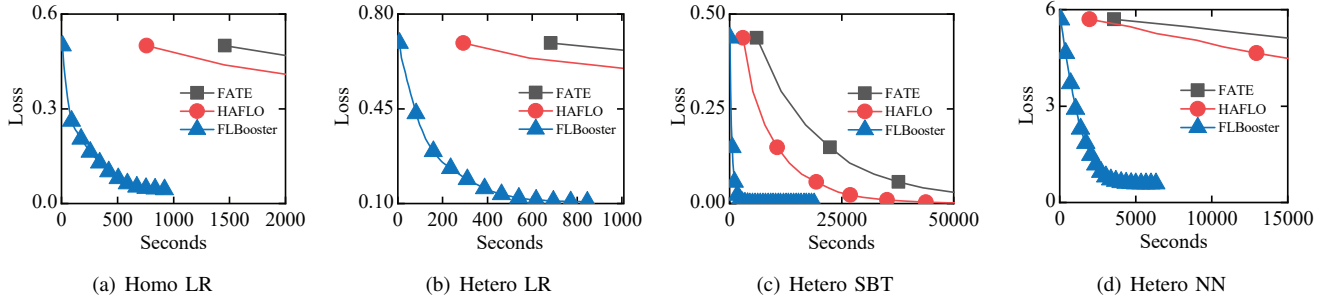 0.6
0.3
0.0
Loss
FATE
HAFLO
FLBooster
0 500 1000 1500 2000
Seconds
(a) Homo LR
0.80
0.45
0.10
Loss
FATE
HAFLO
FLBooster
0 200 400 600 800 1000
Seconds
(b) Hetero LR
0.50
0.25
0.00
Loss
FATE
HAFLO
FLBooster
0 25000 50000
Seconds
(c) Hetero SBT
6
3
0
Loss
FATE
HAFLO
FLBooster
0 5000 10000 15000
Seconds
(d) Hetero NN